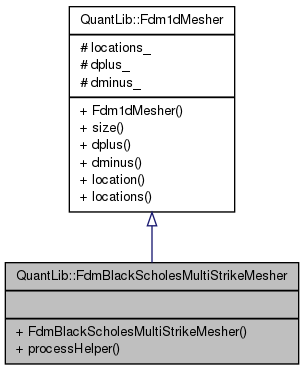 QuantLib::Fdm1dMesher
# locations_
# dplus_
# dminus_
+ Fdm1dMesher()
+ size()
+ dplus()
+ dminus()
+ location()
+ locations()
QuantLib::FdmBlackScholesMultiStrikeMesher
+ FdmBlackScholesMultiStrikeMesher()
+ processHelper()